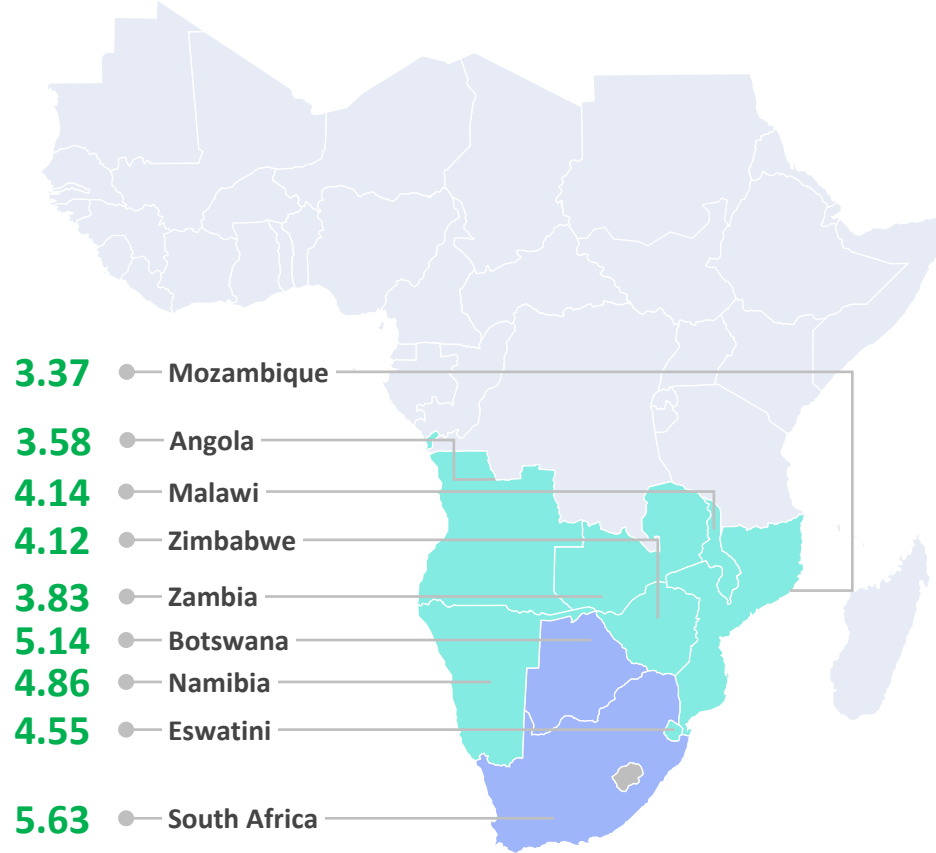 3.37 Mozambique
3.58 Angola
4.14 Malawi
4.12 Zimbabwe
3.83 Zambia
5.14 Botswana
4.86 Namibia
4.55 Eswatini
5.63 South Africa